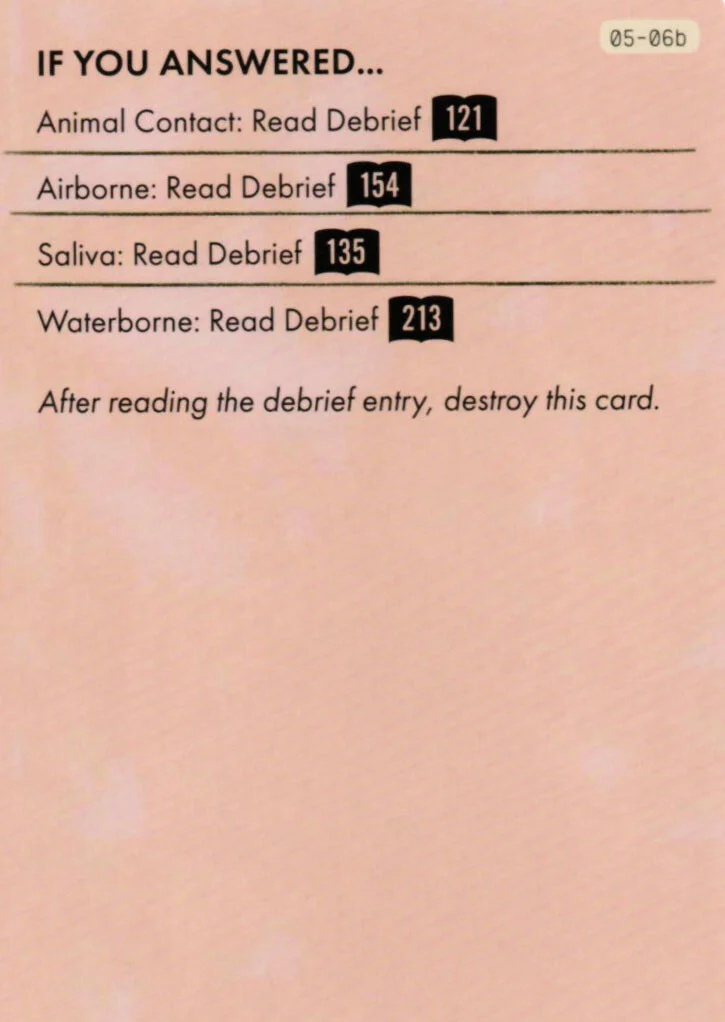 05-06b
IF YOU ANSWERED...
Animal Contact: Read Debrief 121
Airborne: Read Debrief 154
Saliva: Read Debrief 135
Waterborne: Read Debrief 213
After reading the debrief entry, destroy this card.